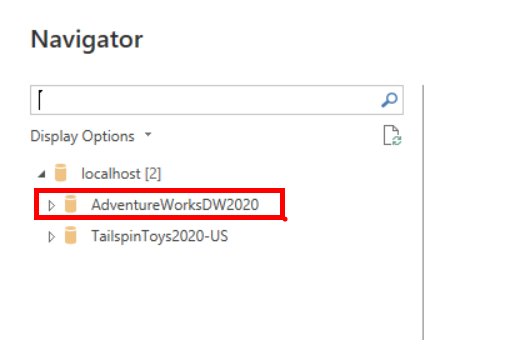 Navigator
Display Options
localhost [2]
AdventureWorksDW2020
TailspinToys2020-US